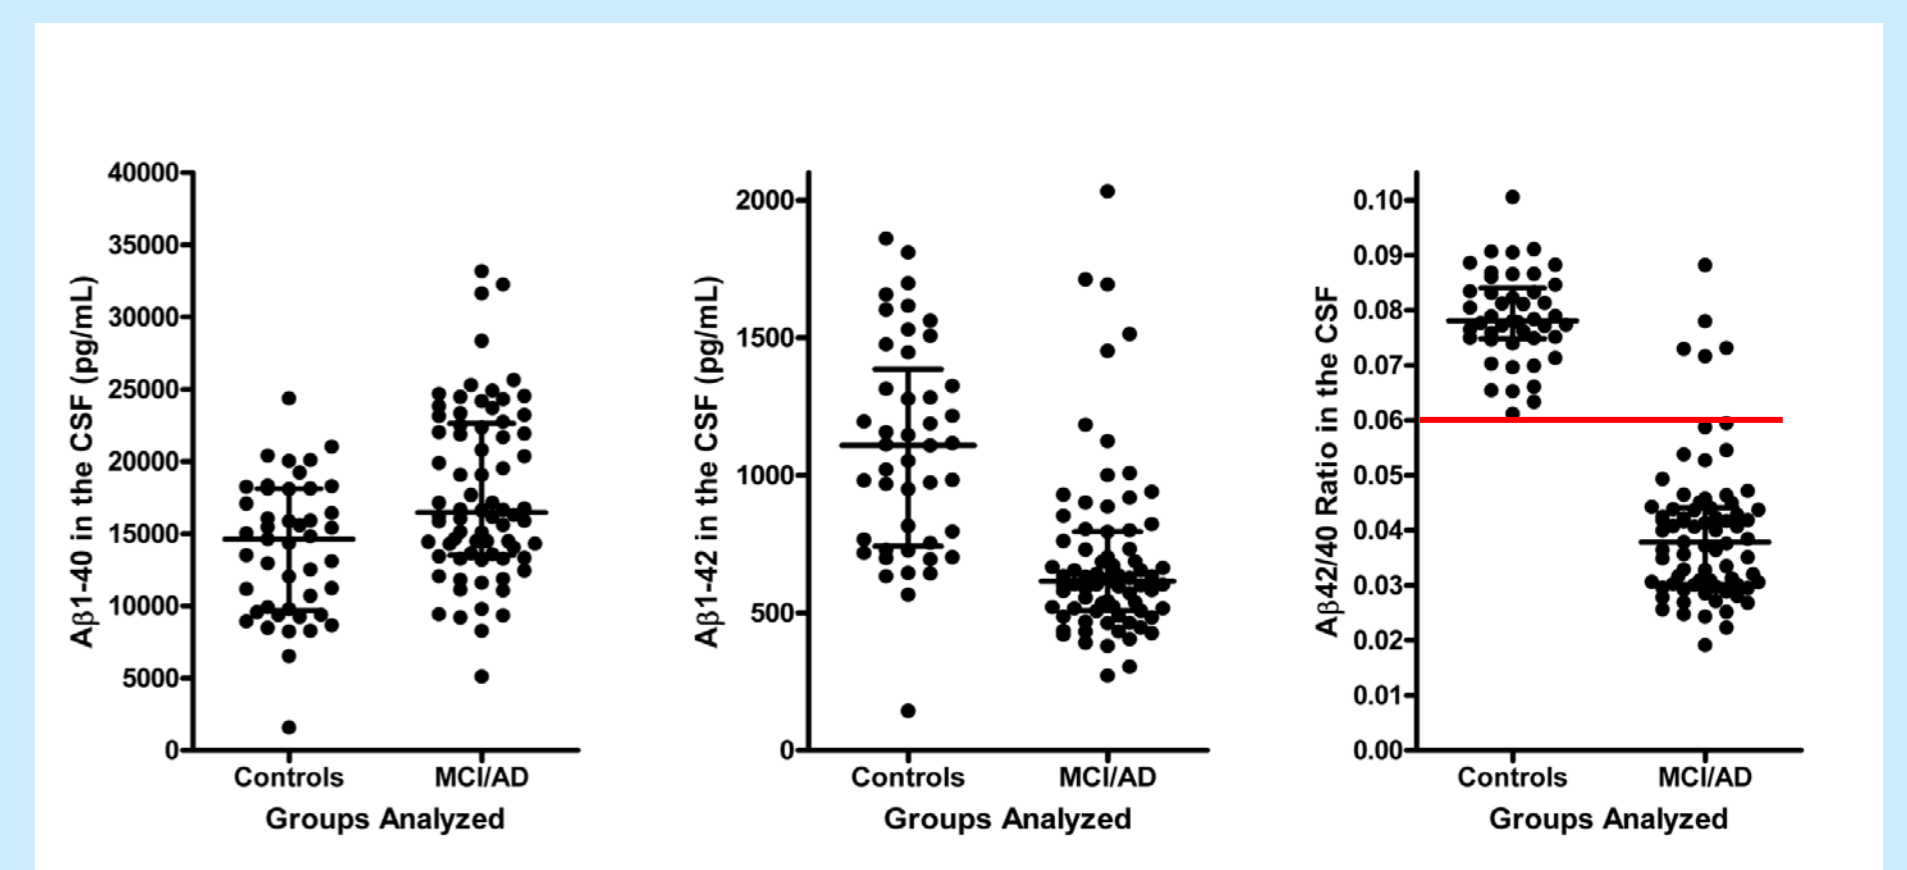 Aβ1-40 in the CSF (pg/mL)
40000
35000
30000
25000
20000
15000
10000
5000
0
Controls MCI/AD
Groups Analyzed
Aβ1-42 in the CSF (pg/mL)
2000
1500
1000
500
0
Controls MCI/AD
Groups Analyzed
Aβ42/40 Ratio in the CSF
0.10
0.09
0.08
0.07
0.06
0.05
0.04
0.03
0.02
0.01
0.00
Controls MCI/AD
Groups Analyzed